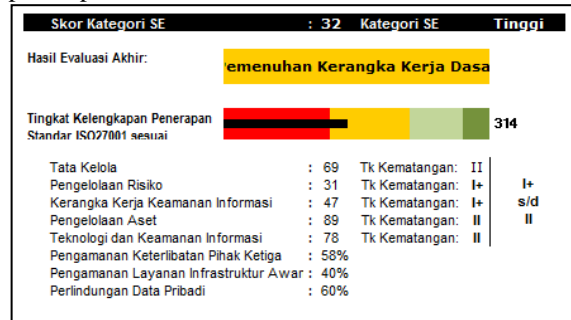 Skor Kategori SE : 32 Kategori SE Tinggi
Hasil Evaluasi Akhir:
emenuhan Kerangka Kerja Dasa
Tingkat Kelengkapan Penerapan
Standar ISO27001 sesuai
314
Tata Kelola : 69 Tk Kematangan: II
Pengelolaan Risiko : 31 Tk Kematangan: I+ I+
Kerangka Kerja Keamanan Informasi : 47 Tk Kematangan: I+ s/d
Pengelolaan Aset : 89 Tk Kematangan: II II
Teknologi dan Keamanan Informasi : 78 Tk Kematangan: II
Pengamanan Keterlibatan Pihak Ketiga : 58%
Pengamanan Layanan Infrastruktur Awar : 40%
Perlindungan Data Pribadi : 60%